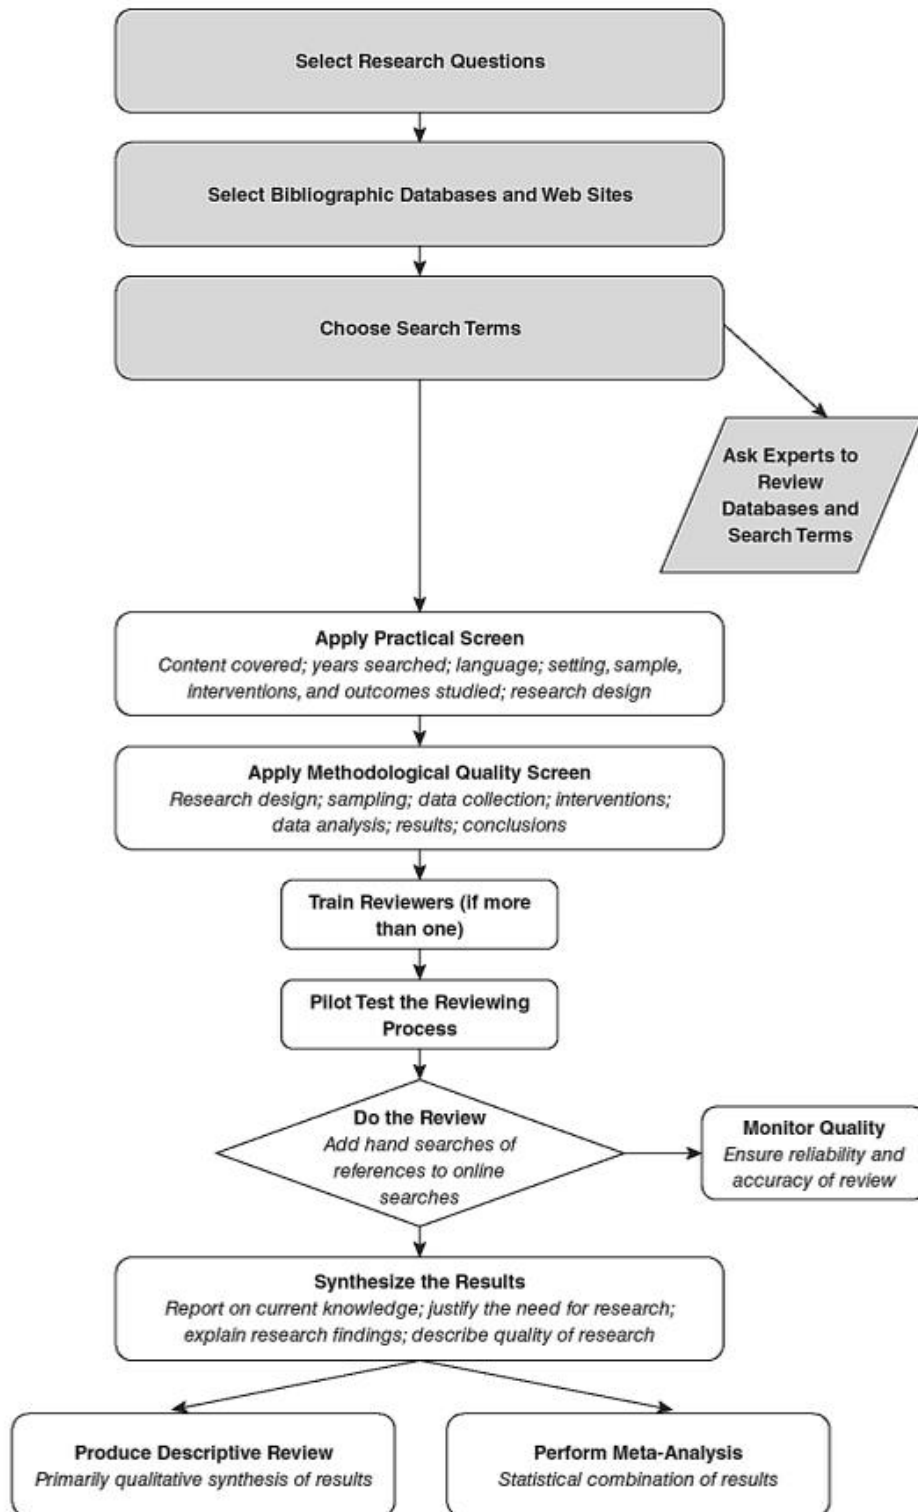 Select Research Questions
Select Bibliographic Databases and Web Sites
Choose Search Terms
Ask Experts to
Review
Databases and
Search Terms
Apply Practical Screen
Content covered; years searched; language; setting, sample,
interventions, and outcomes studied; research design
Apply Methodological Quality Screen
Research design; sampling; data collection; interventions;
data analysis; results; conclusions
Train Reviewers (if more
than one)
Pilot Test the Reviewing
Process
Do the Review
Add hand searches of
references to online
searches
Monitor Quality
Ensure reliability and
accuracy of review
Synthesize the Results
Report on current knowledge; justify the need for research;
explain research findings; describe quality of research
Produce Descriptive Review
Primarily qualitative synthesis of results
Perform Meta-Analysis
Statistical combination of results